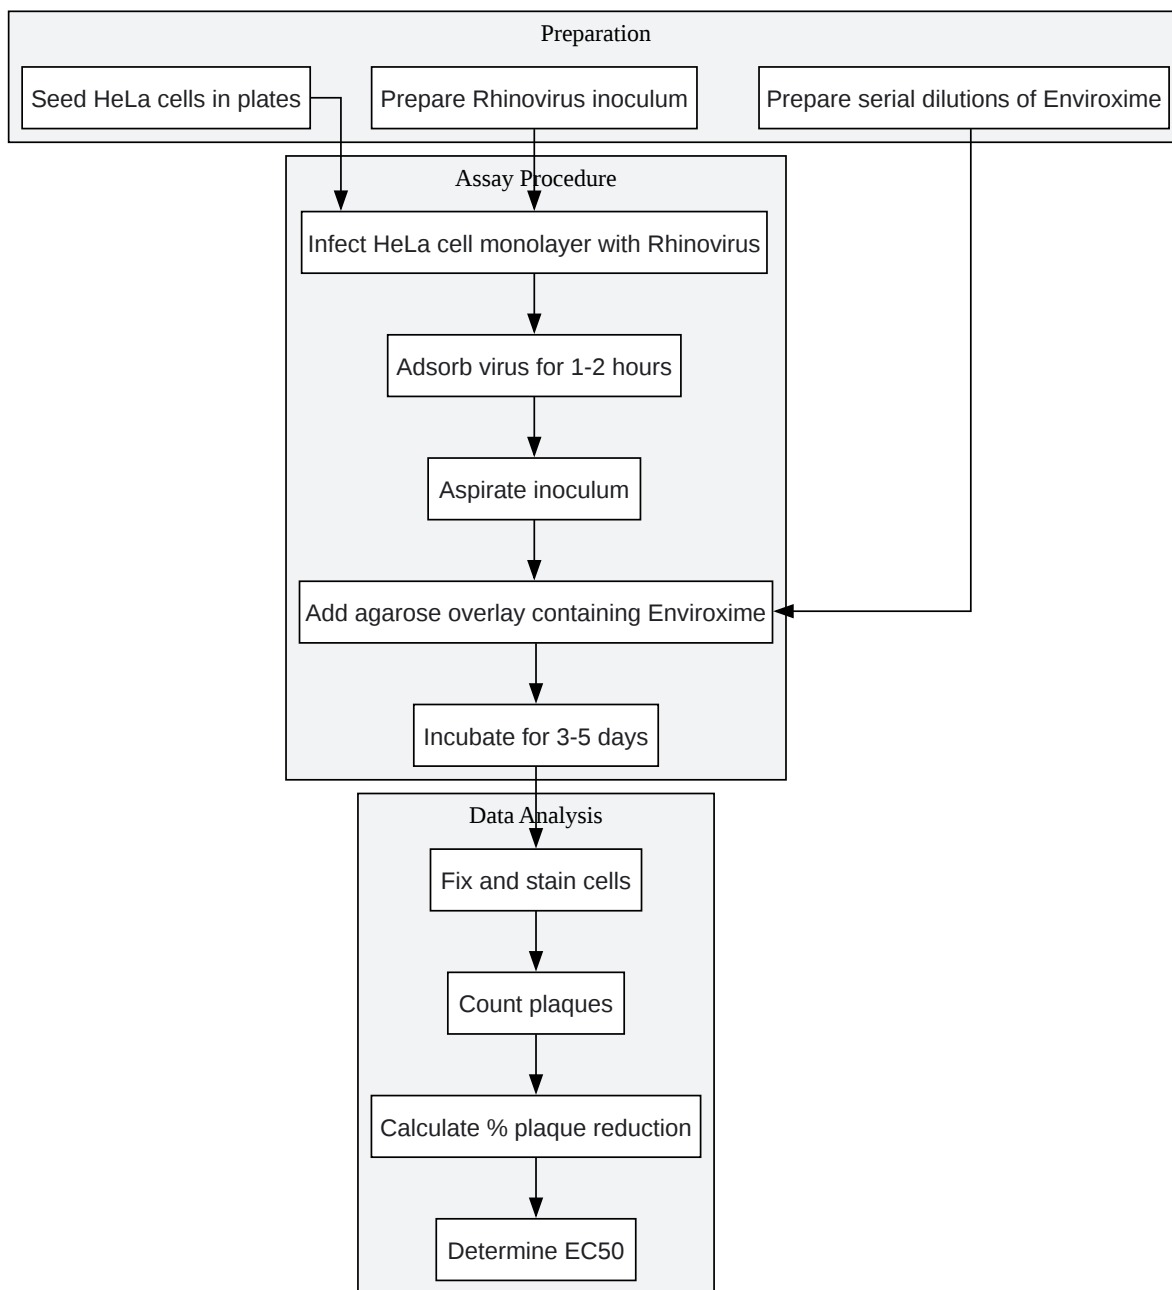 Preparation
Seed HeLa cells in plates
Prepare Rhinovirus inoculum
Prepare serial dilutions of Enviroxime
Assay Procedure
Infect HeLa cell monolayer with Rhinovirus
Adsorb virus for 1-2 hours
Aspirate inoculum
Add agarose overlay containing Enviroxime
Incubate for 3-5 days
Data Analysis
Fix and stain cells
Count plaques
Calculate % plaque reduction
Determine EC50